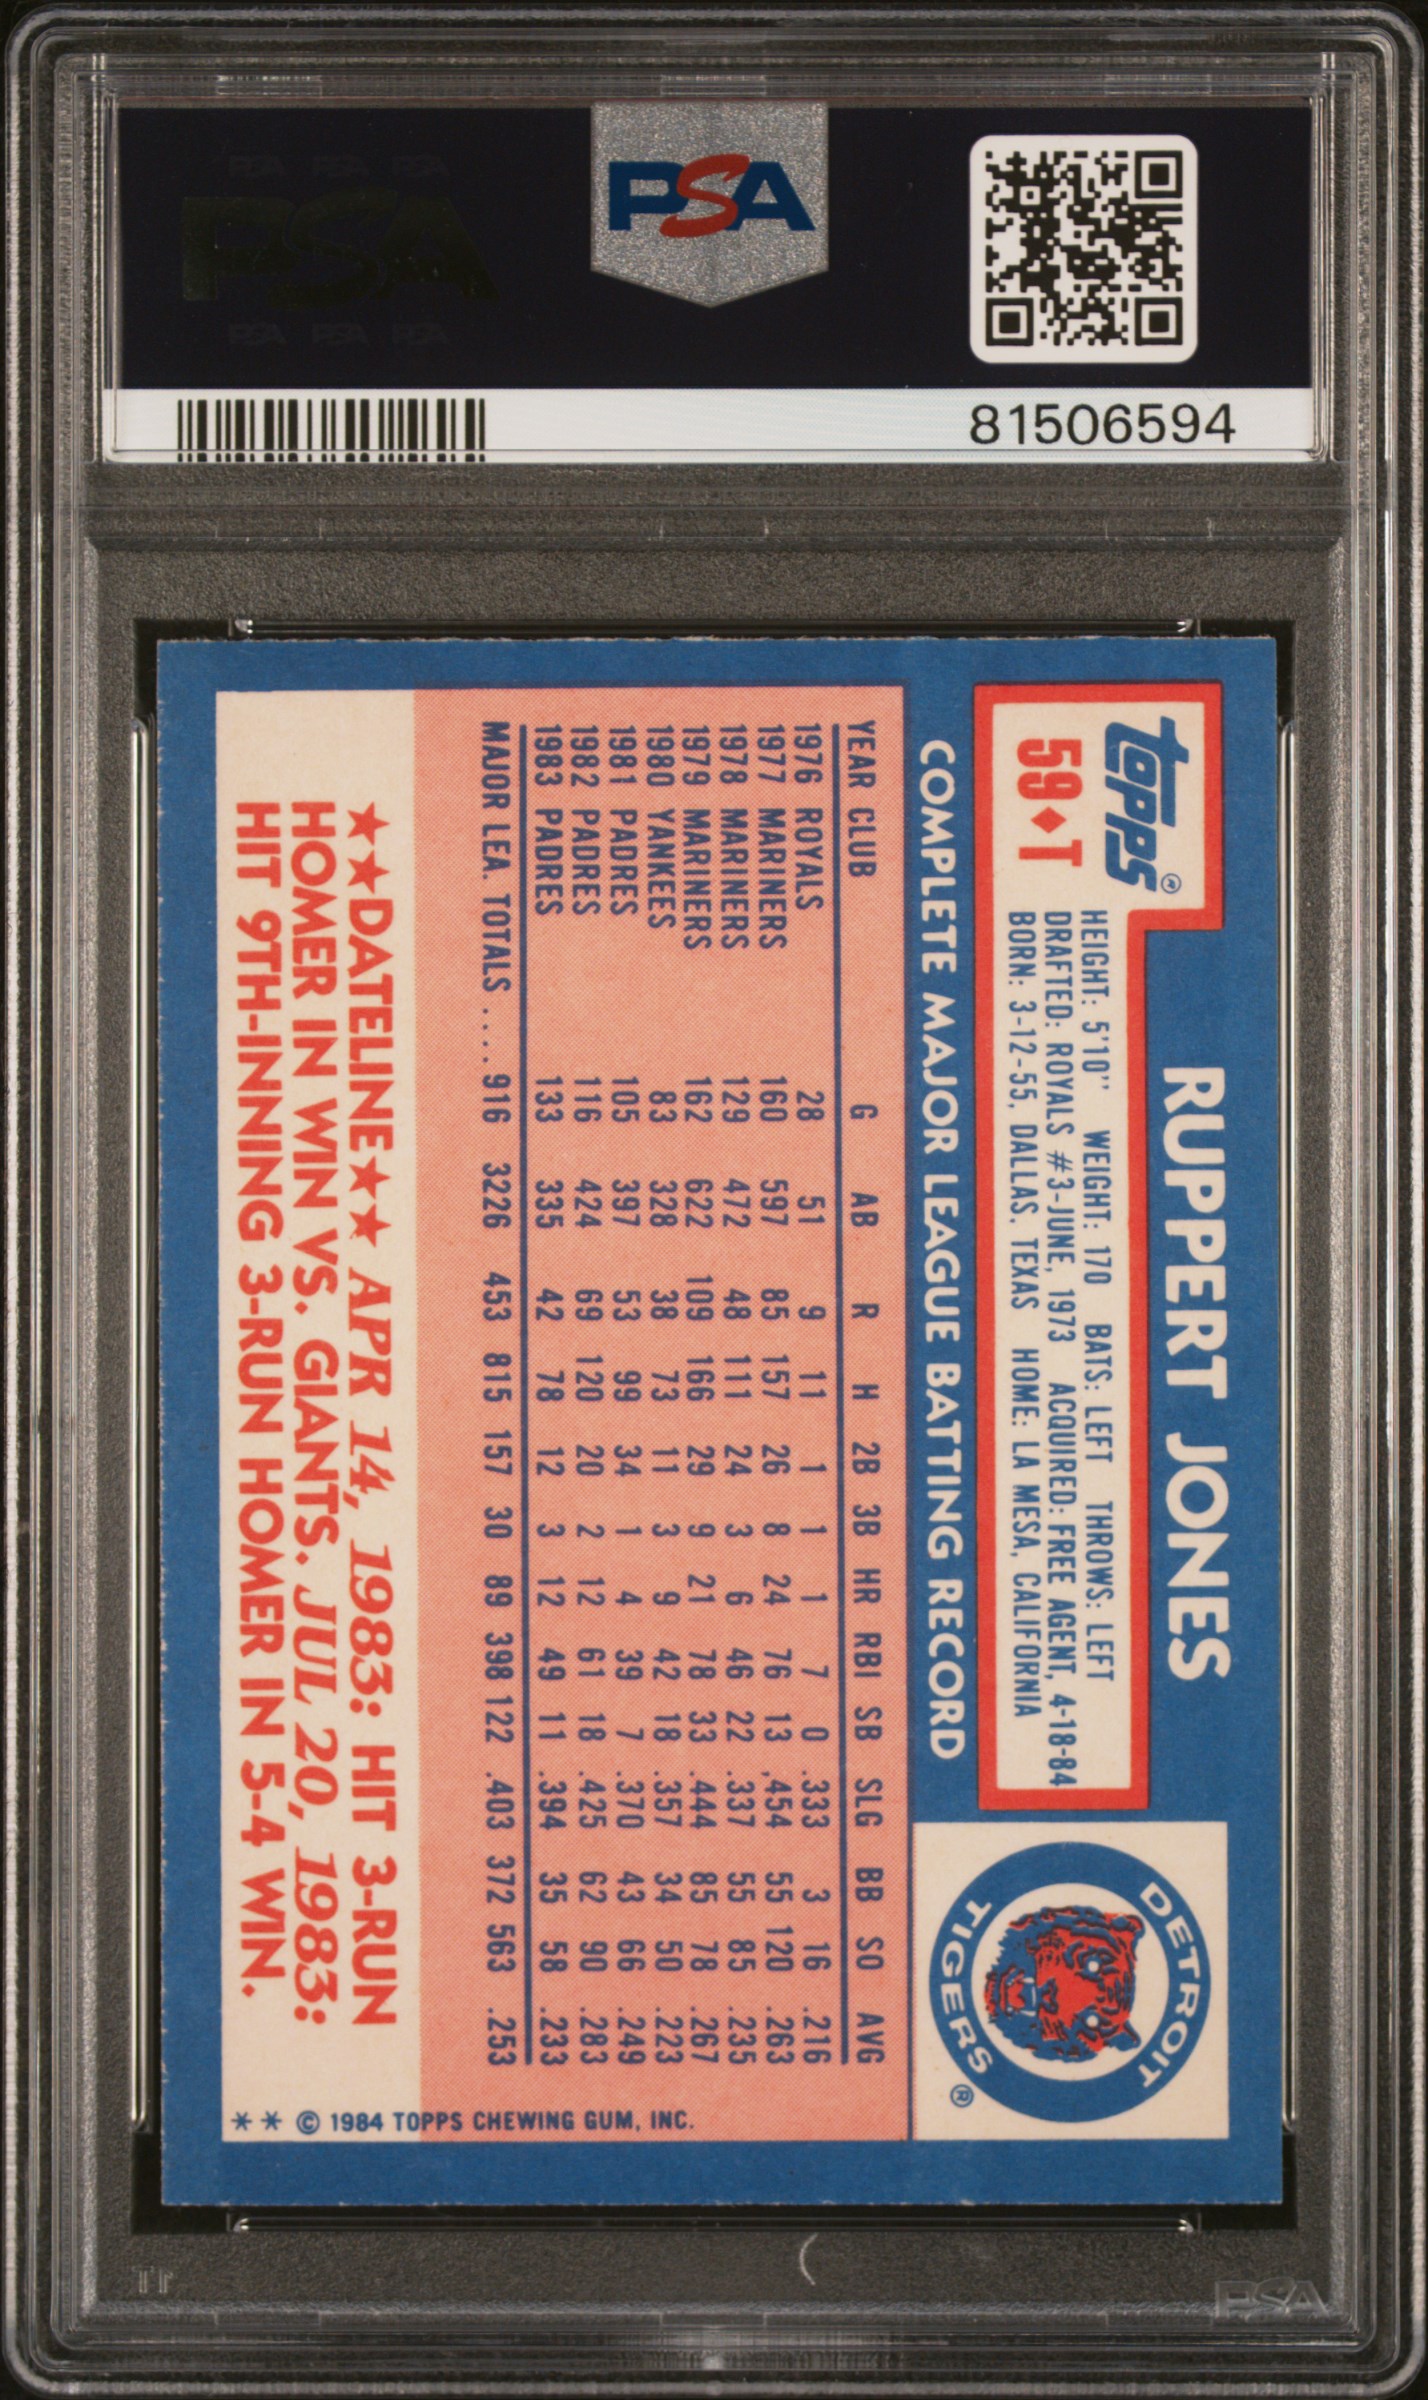 PSA PSA PSA
PSA
PSA PSA PSA
PSA
81506594
topps®
59♦T
RUPPERT JONES
HEIGHT: 5'10" WEIGHT: 170 BATS: LEFT THROWS: LEFT
DRAFTED: ROYALS #3-JUNE, 1973 ACQUIRED: FREE AGENT, 4-18-84
BORN: 3-12-55, DALLAS, TEXAS HOME: LA MESA, CALIFORNIA
DETROIT TIGERS ®
COMPLETE MAJOR LEAGUE BATTING RECORD
YEAR CLUB G AB R H 2B 3B HR RBI SB SLG BB SO AVG
1976 ROYALS 28 51 9 11 1 1 1 7 0 .333 3 16 .216
1977 MARINERS 160 597 85 157 26 8 24 76 13 .454 55 120 .263
1978 MARINERS 129 472 48 111 24 3 6 46 22 .337 55 85 .235
1979 MARINERS 162 622 109 166 29 9 21 78 33 .444 85 78 .267
1980 YANKEES 83 328 38 73 11 3 9 42 18 .357 34 50 .223
1981 PADRES 105 397 53 99 34 1 4 39 7 .370 43 66 .249
1982 PADRES 116 424 69 120 20 2 12 61 18 .425 62 90 .283
1983 PADRES 133 335 42 78 12 3 12 49 11 .394 35 58 .233
MAJOR LEA. TOTALS .... 916 3226 453 815 157 30 89 398 122 .403 372 563 .253
★★DATELINE★★ APR 14, 1983: HIT 3-RUN
HOMER IN WIN VS. GIANTS. JUL 20, 1983:
HIT 9TH-INNING 3-RUN HOMER IN 5-4 WIN.
** © 1984 TOPPS CHEWING GUM, INC.
PSA